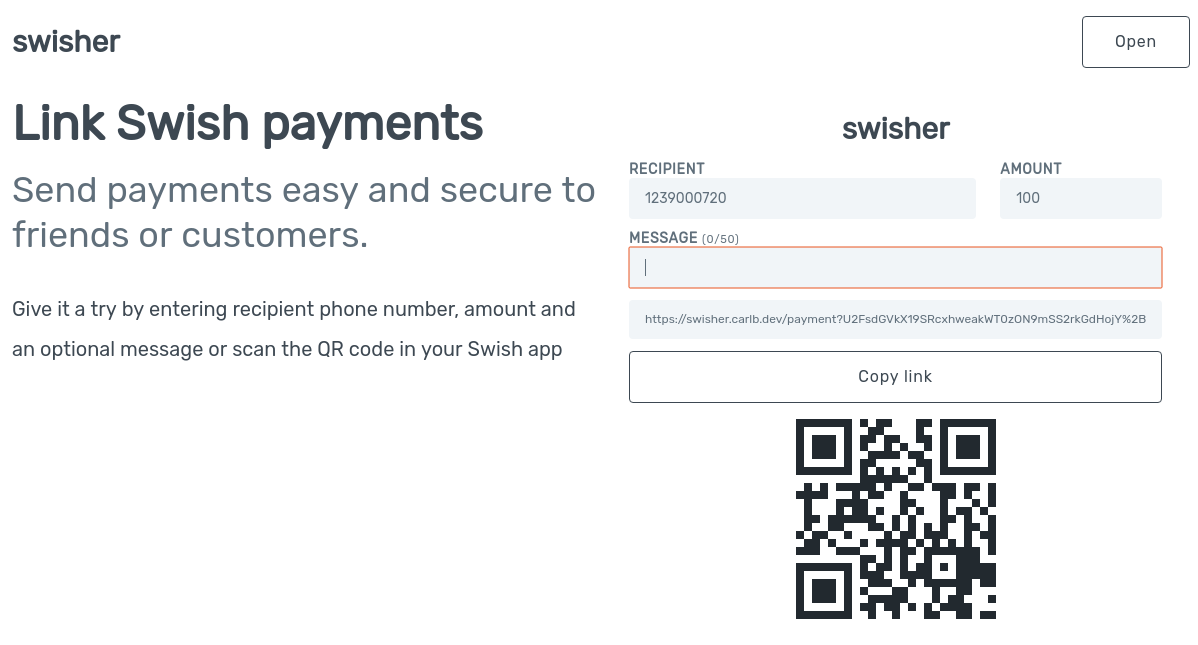 swisher
Open
Link Swish payments
Send payments easy and secure to
friends or customers.
Give it a try by entering recipient phone number, amount and
an optional message or scan the QR code in your Swish app
swisher
RECIPIENT
AMOUNT
1239000720
100
MESSAGE (0/50)
https://swisher.carlb.dev/payment?U2FsdGVkX19SRcxhweakWT0zON9mSS2rkGdHojY%2B
Copy link